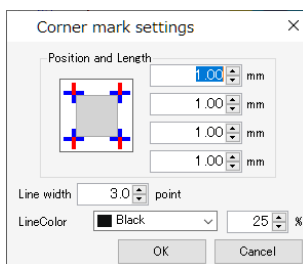 Corner mark settings
Position and Length
1.00 mm
1.00 mm
1.00 mm
1.00 mm
Line width 3.0 point
LineColor Black 25 %
OK Cancel